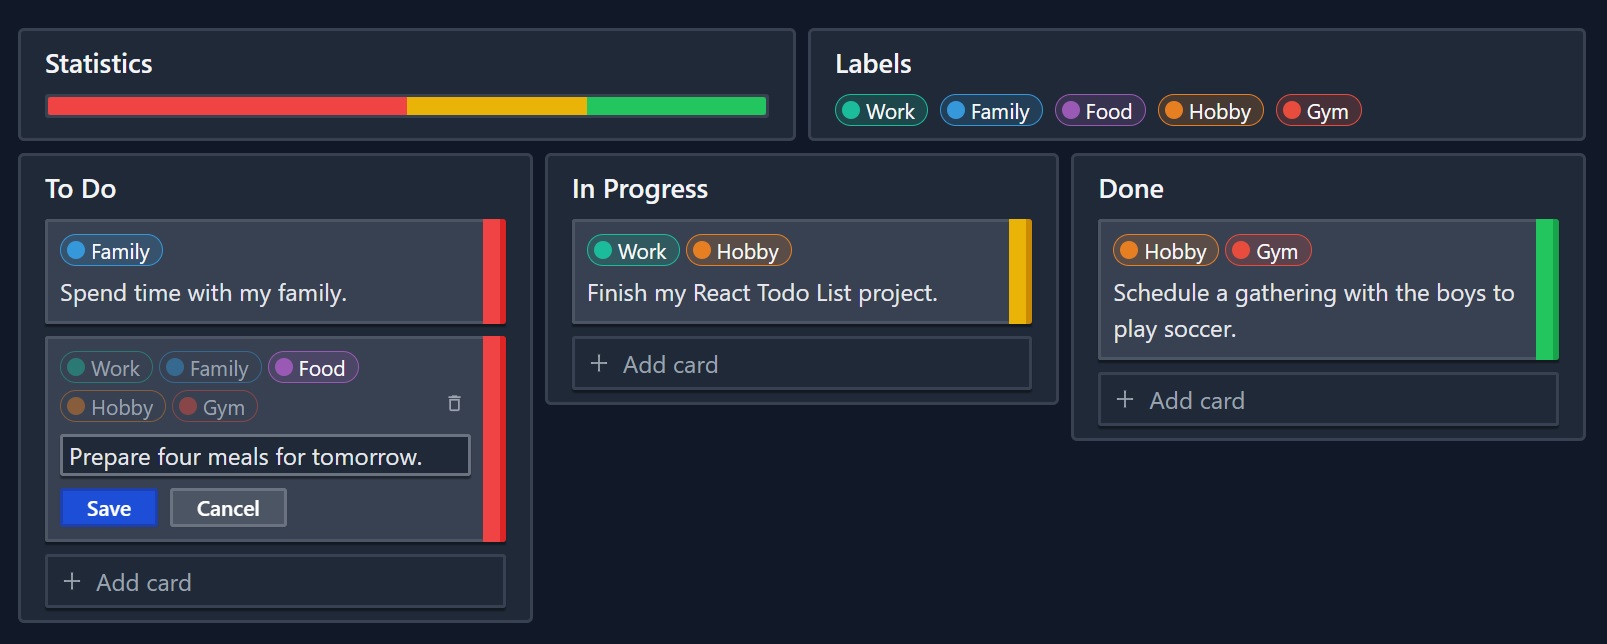 Statistics
Labels
Work Family Food Hobby Gym
To Do
Family
Spend time with my family.
Work Family Food
Hobby Gym
Prepare four meals for tomorrow.
Save Cancel
+ Add card
In Progress
Work Hobby
Finish my React Todo List project.
+ Add card
Done
Hobby Gym
Schedule a gathering with the boys to
play soccer.
+ Add card